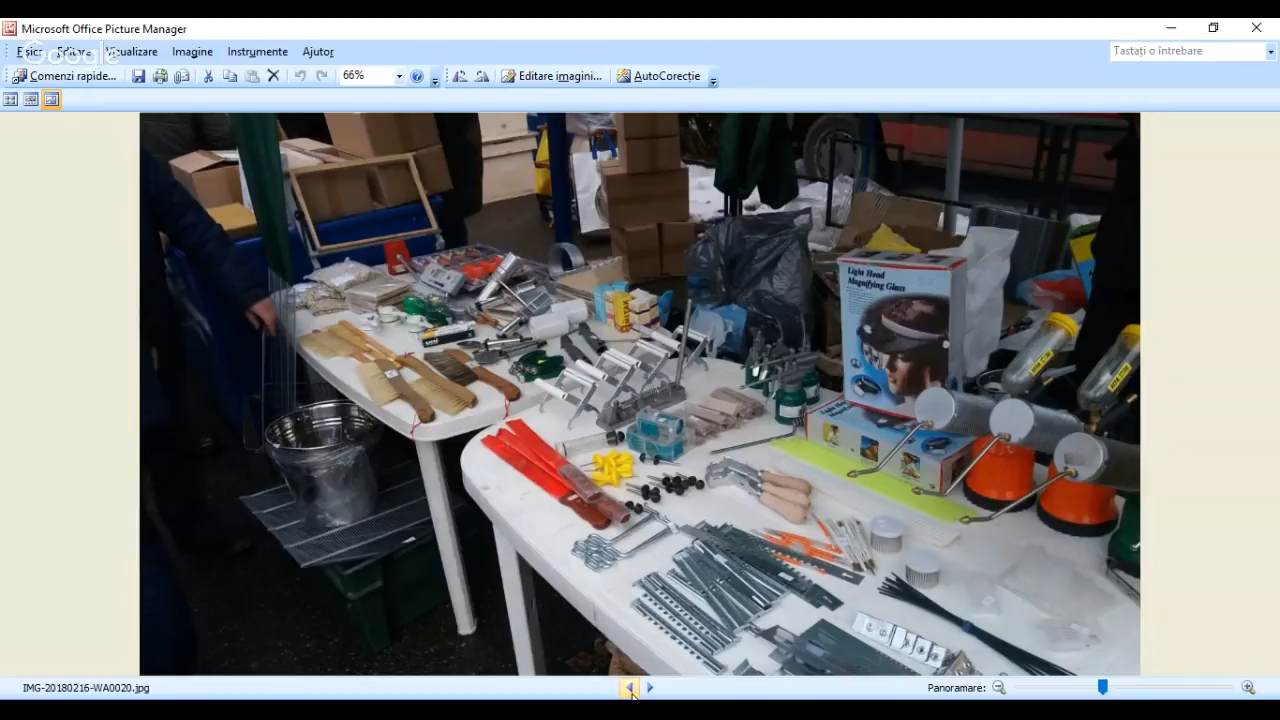 Microsoft Office Picture Manager
Fișier Editare Vizualizare Imagine Instrumente Ajutor
Google
Tastați o întrebare
Comenzi rapide...
66%
Editare imagini...
AutoCorecție
Light Head
Magnifying Glass
IMG-20180216-WA0020.jpg
Panoramare: